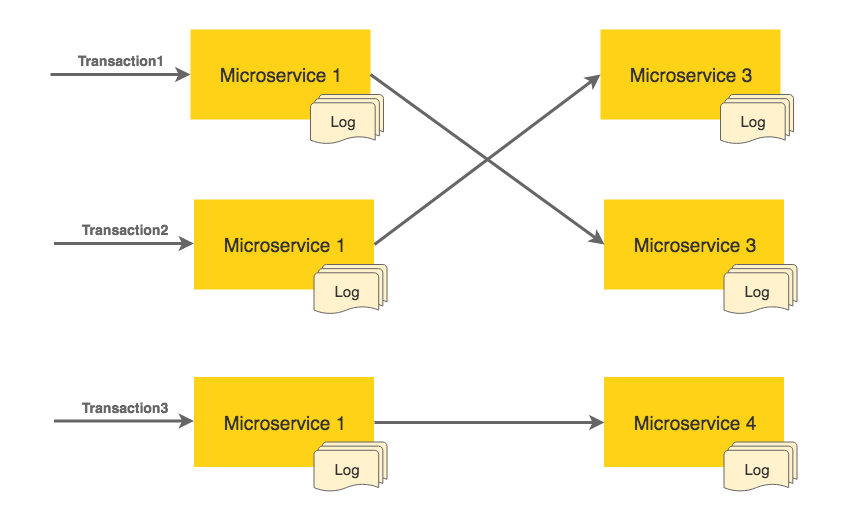 Transaction1
Microservice 1
Log
Microservice 3
Log
Transaction2
Microservice 1
Log
Microservice 3
Log
Transaction3
Microservice 1
Log
Microservice 4
Log